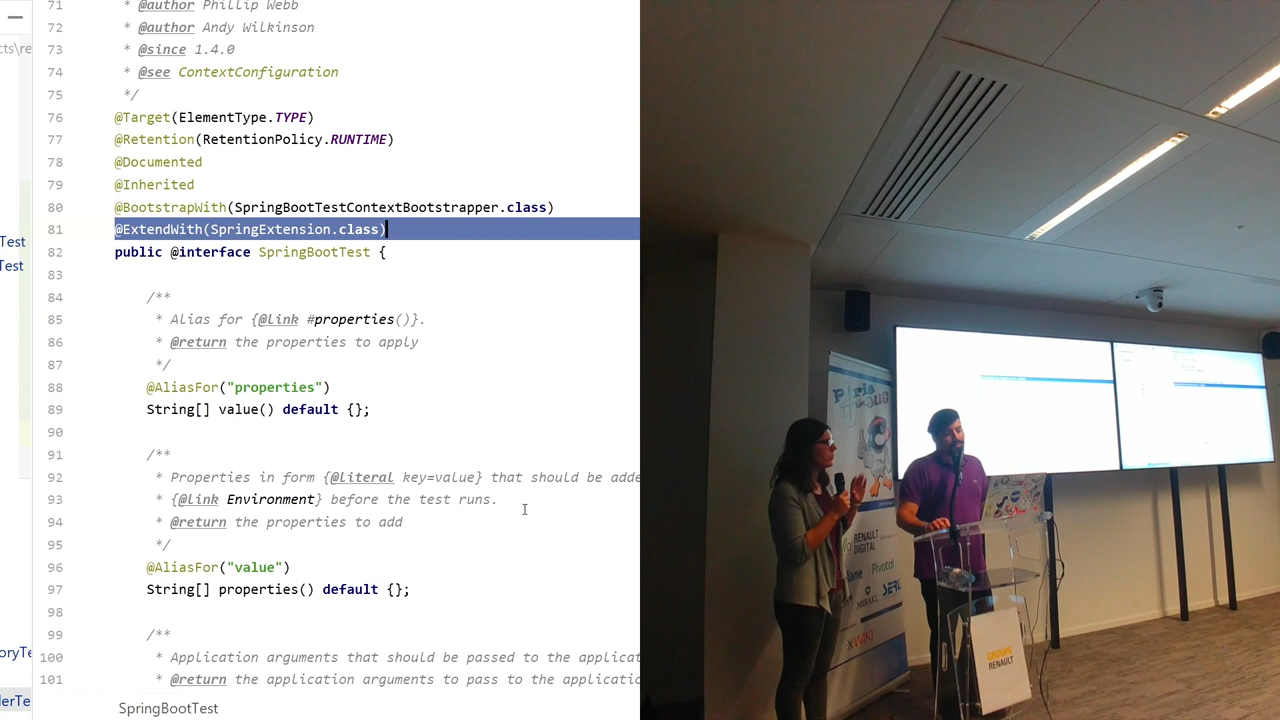 71 * @author Phillip Webb
72 * @author Andy Wilkinson
cts\re
73 * @since 1.4.0
74 * @see ContextConfiguration
75 */
76 @Target(ElementType.TYPE)
77 @Retention(RetentionPolicy.RUNTIME)
78 @Documented
79 @Inherited
80 @BootstrapWith(SpringBootTestContextBootstrapper.class)
81 @ExtendWith(SpringExtension.class)
Test
82 public @interface SpringBootTest {
Test
83
84 /**
85 * Alias for {@link #properties()}.
86 * @return the properties to apply
87 */
88 @AliasFor("properties")
89 String[] value() default {};
90
91 /**
92 * Properties in form {@literal key=value} that should be adde
93 * {@link Environment} before the test runs.
94 * @return the properties to add
95 */
96 @AliasFor("value")
97 String[] properties() default {};
98
99 /**
oryTe
100 * Application arguments that should be passed to the applicat
101 * @return the application arguments to pass to the applicatio
derTe
SpringBootTest
RENAULT
DIGITAL
Pivotal
MIRAKL
XWIKI
GROUPE
RENAULT